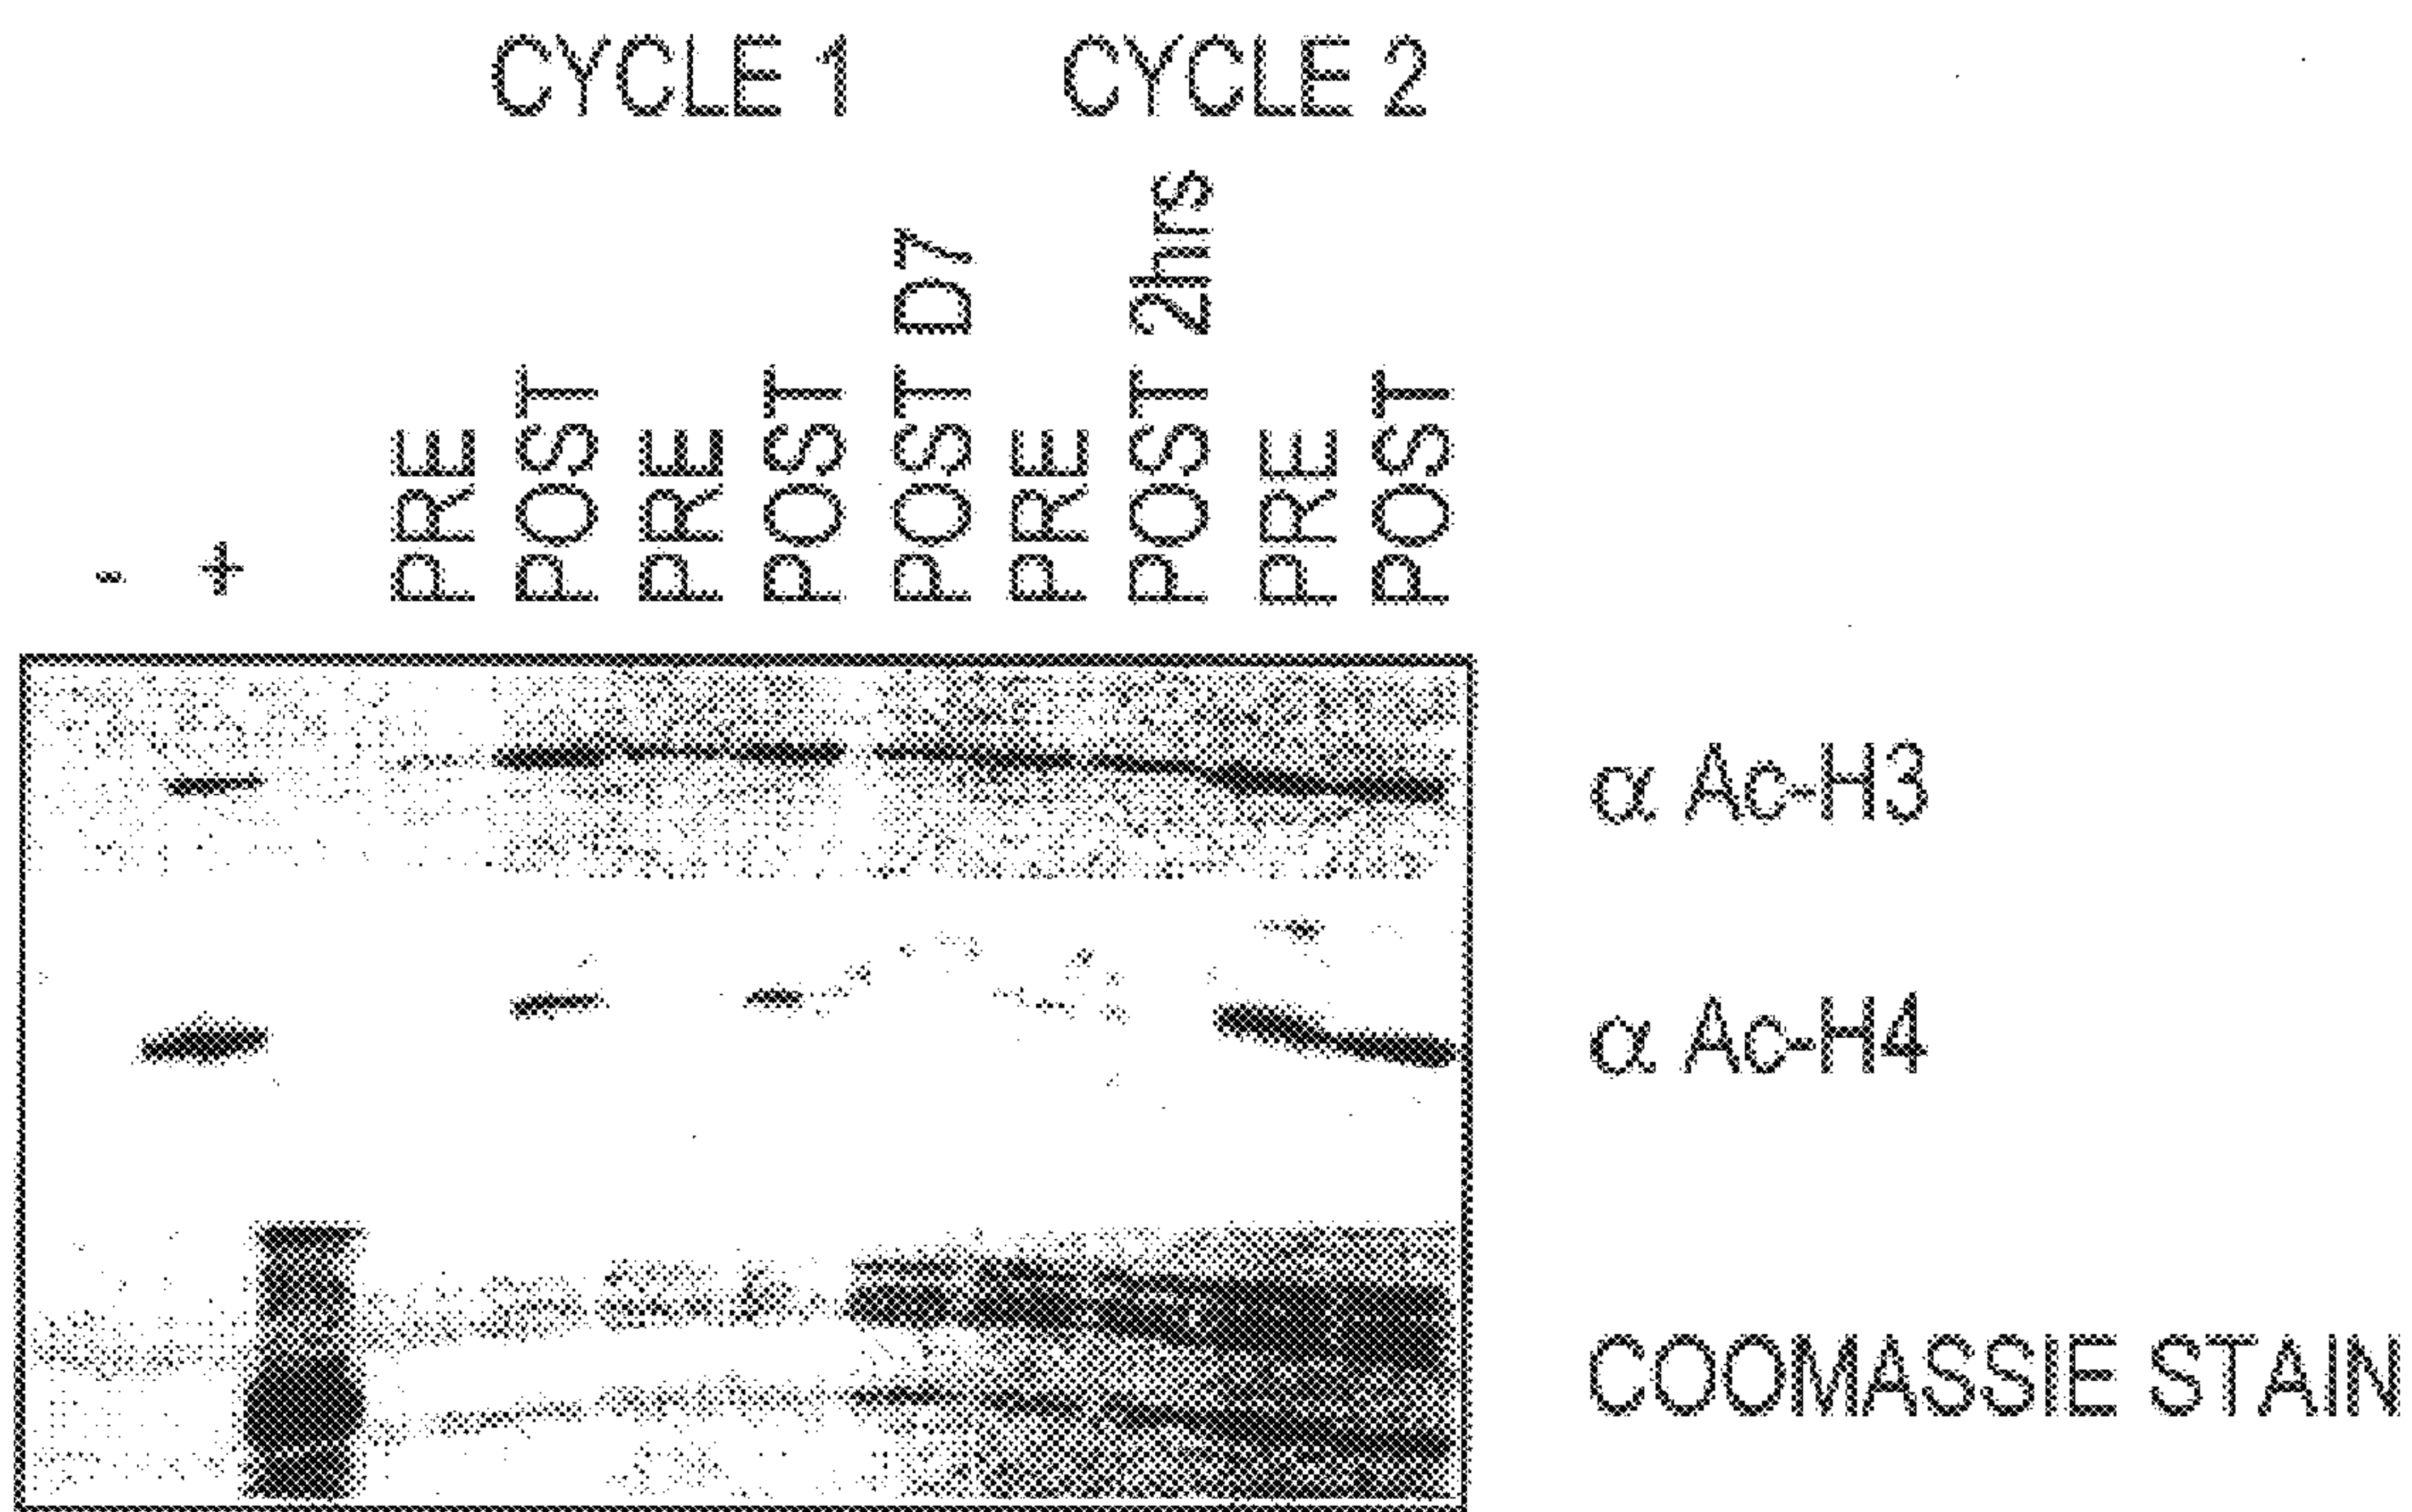 CYCLE 1 CYCLE 2
- + PRE POST PRE POST POST D7 PRE POST 2hrs PRE POST
α Ac-H3
α Ac-H4
COOMASSIE STAIN